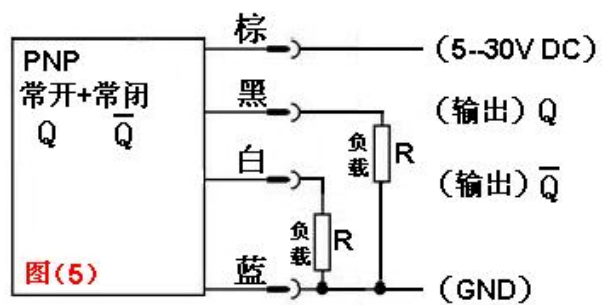 PNP
常开+常闭
Q Q̅
图(5)
棕
(5--30V DC)
黑
(输出) Q
负载
R
白
(输出) Q̅
负载
R
蓝
(GND)